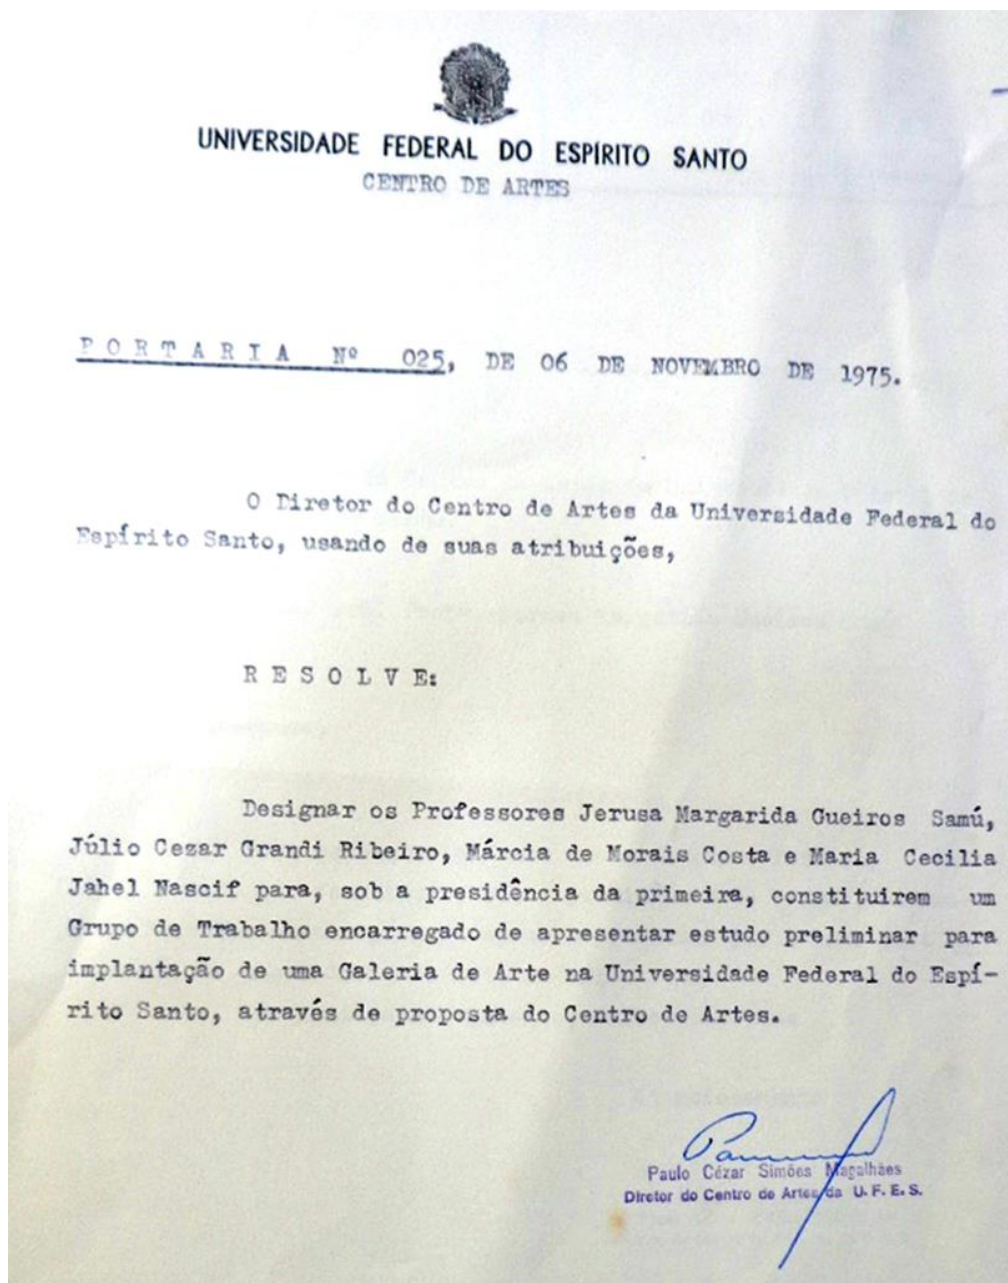 UNIVERSIDADE FEDERAL DO ESPÍRITO SANTO
CENTRO DE ARTES
PORTARIA Nº 025, DE 06 DE NOVEMBRO DE 1975.
O Diretor do Centro de Artes da Universidade Federal do
Espírito Santo, usando de suas atribuições,
RESOLVE:
Designar os Professores Jerusa Margarida Gueiros Samú,
Júlio Cezar Grandi Ribeiro, Márcia de Morais Costa e Maria Cecilia
Jahel Nascif para, sob a presidência da primeira, constituirem um
Grupo de Trabalho encarregado de apresentar estudo preliminar para
implantação de uma Galeria de Arte na Universidade Federal do Espí-
rito Santo, através de proposta do Centro de Artes.
Paulo Cézar Simões Magalhães
Diretor do Centro de Artes da U. F. E. S.